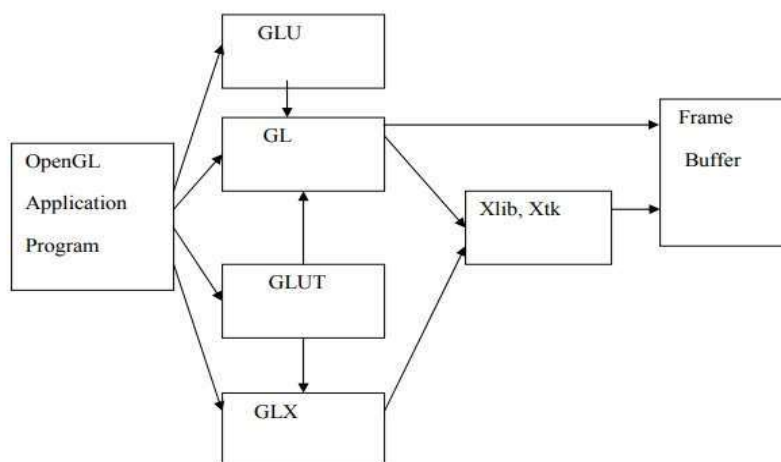 GLU
GL
OpenGL
Application
Program
GLUT
GLX
Xlib, Xtk
Frame
Buffer